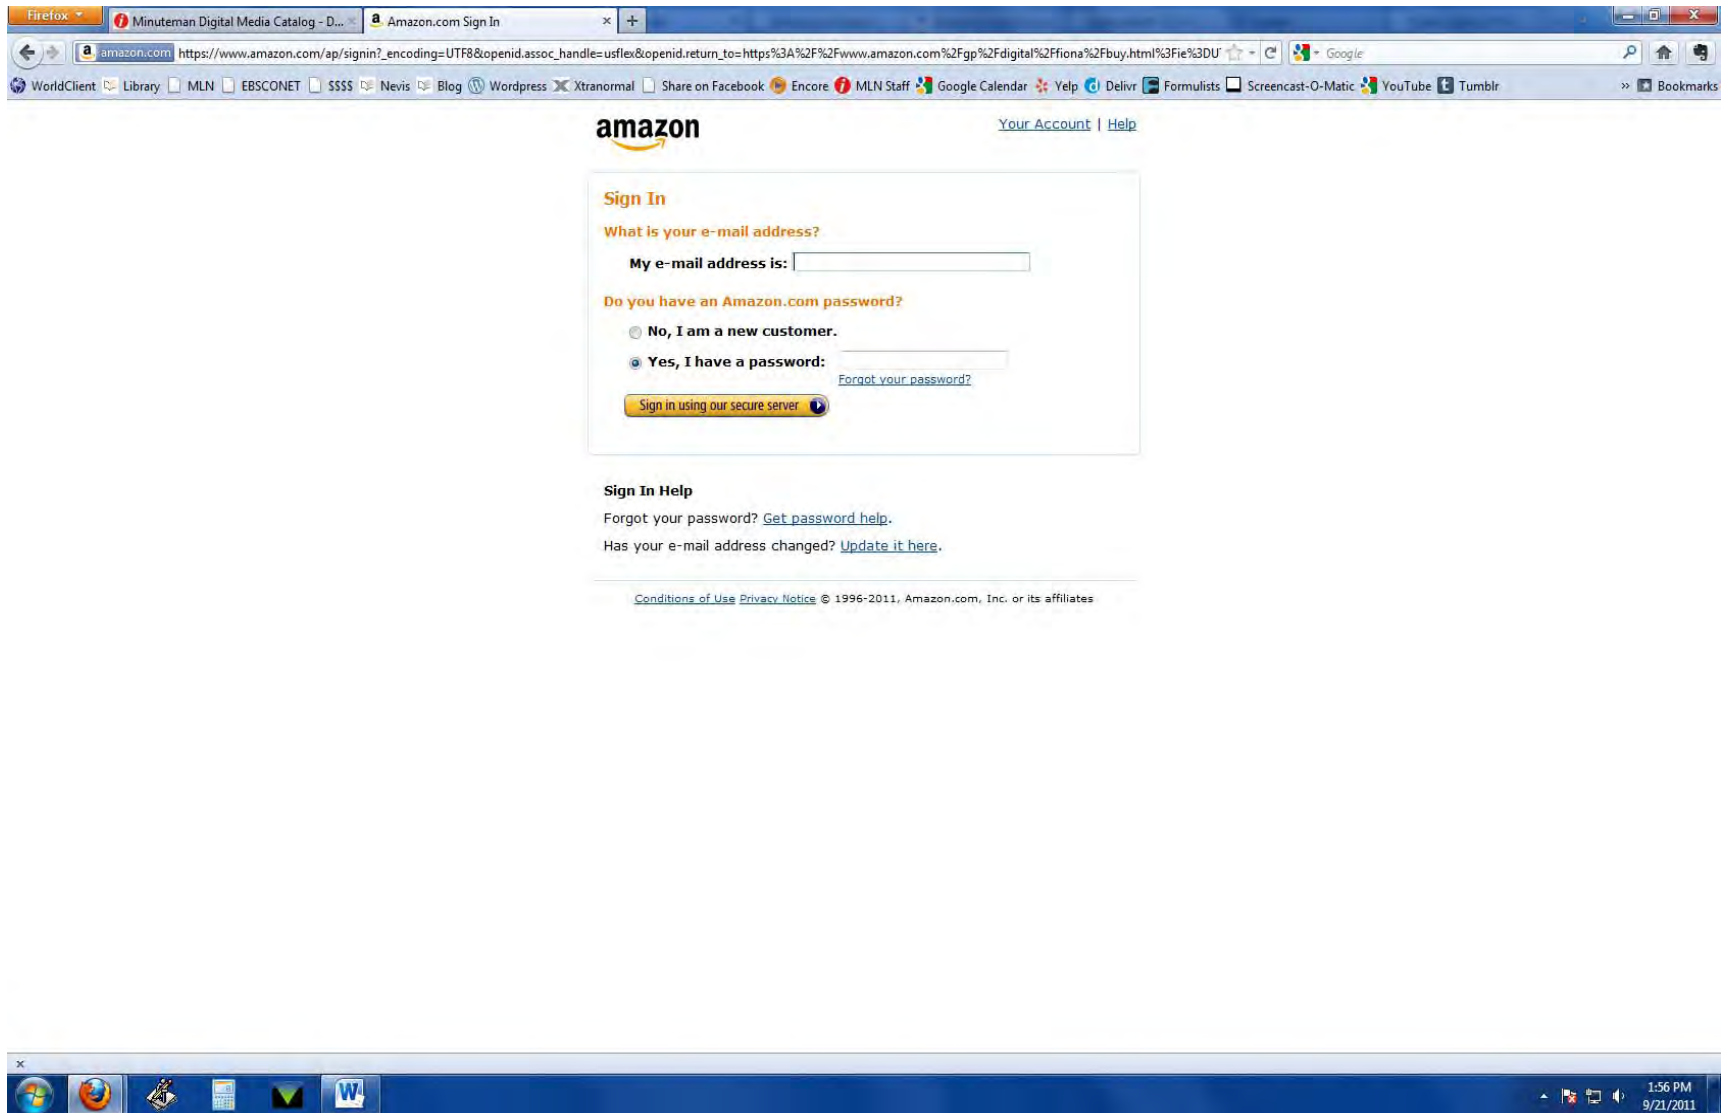 Firefox
Minuteman Digital Media Catalog - D...
Amazon.com Sign In
amazon.com https://www.amazon.com/ap/signin?_encoding=UTF8&openid.assoc_handle=usflex&openid.return_to=https%3A%2F%2Fwww.amazon.com%2Fgp%2Fdigital%2Ffiona%2Fbuy.html%3Fie%3DU
Google
WorldClient Library MLN EBSCONET $$$$ Nevis Blog Wordpress Xtranormal Share on Facebook Encore MLN Staff Google Calendar Yelp Delivr Formulists Screencast-O-Matic YouTube Tumblr » Bookmarks
amazon
Your Account | Help
Sign In
What is your e-mail address?
My e-mail address is:
Do you have an Amazon.com password?
No, I am a new customer.
Yes, I have a password:
Forgot your password?
Sign in using our secure server
Sign In Help
Forgot your password? Get password help.
Has your e-mail address changed? Update it here.
Conditions of Use Privacy Notice © 1996-2011, Amazon.com, Inc. or its affiliates
1:56 PM
9/21/2011